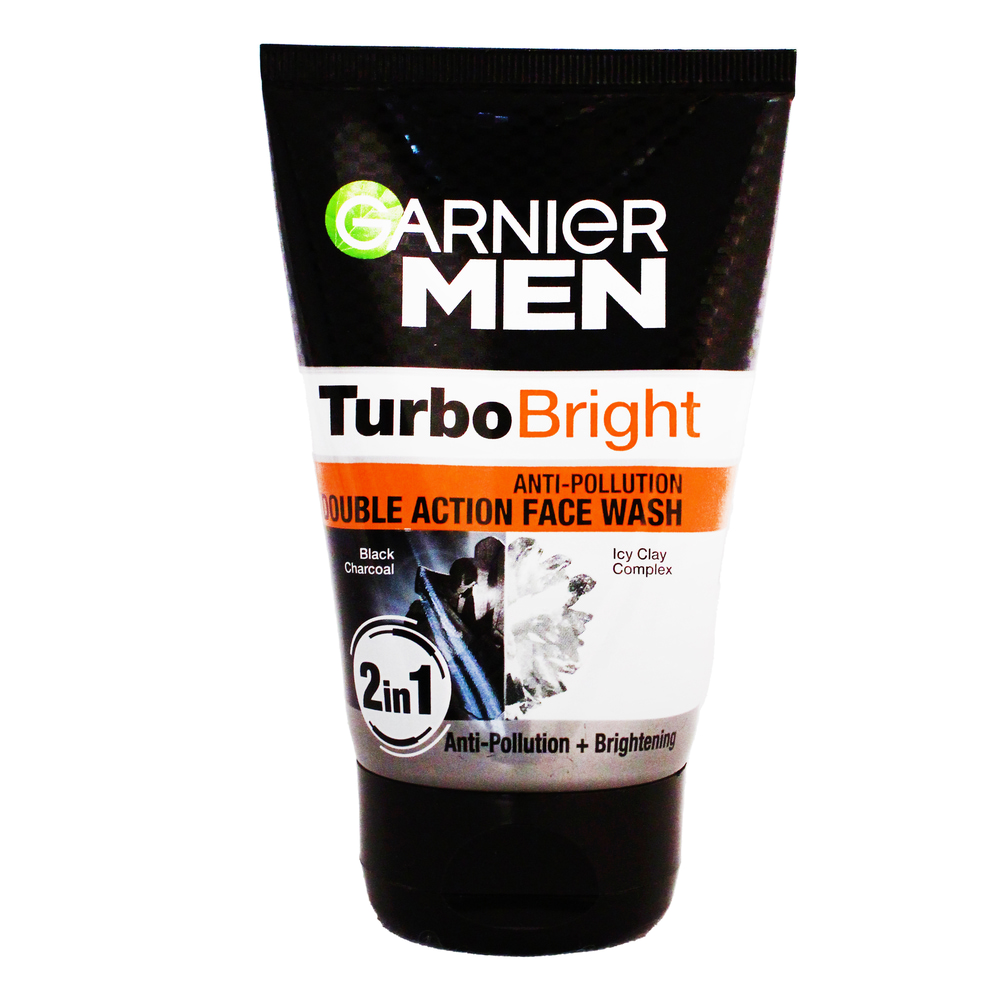 GARNIER
MEN
TurboBright
ANTI-POLLUTION
DOUBLE ACTION FACE WASH
Black
Charcoal
Icy Clay
Complex
2in1
Anti-Pollution + Brightening